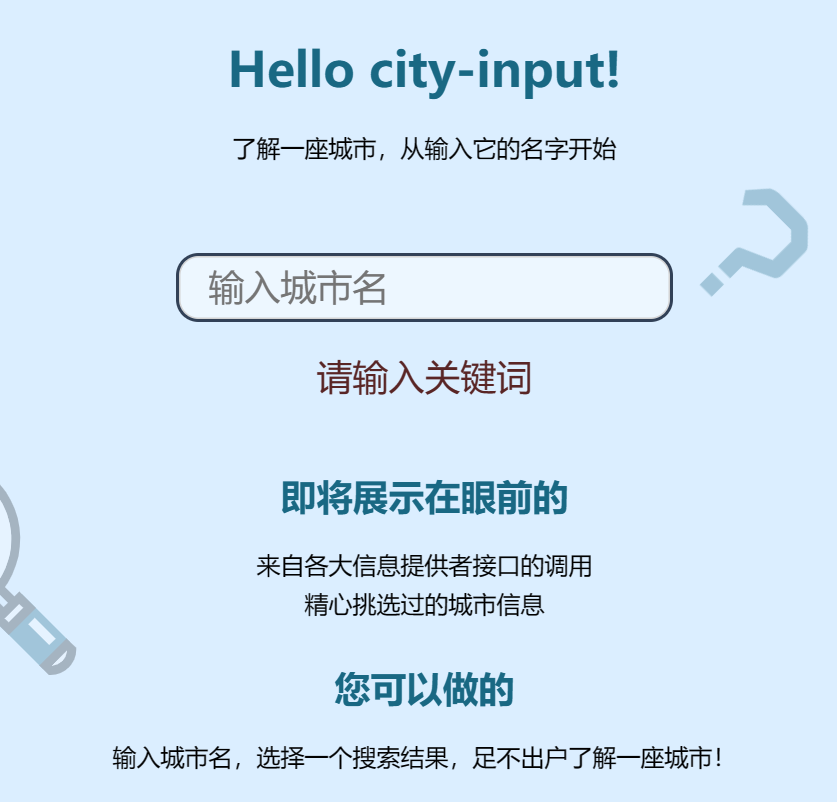 Hello city-input!
了解一座城市，从输入它的名字开始
输入城市名
请输入关键词
即将展示在眼前的
来自各大信息提供者接口的调用
精心挑选过的城市信息
您可以做的
输入城市名，选择一个搜索结果，足不出户了解一座城市！